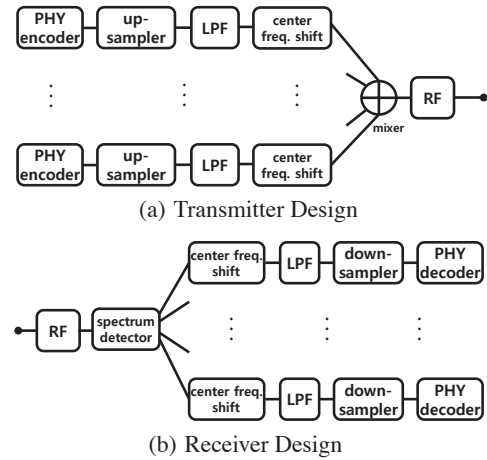 PHY encoder
up-sampler
LPF
center freq. shift
mixer
RF
PHY encoder
up-sampler
LPF
center freq. shift
(a) Transmitter Design
RF
spectrum detector
center freq. shift
LPF
down-sampler
PHY decoder
center freq. shift
LPF
down-sampler
PHY decoder
(b) Receiver Design